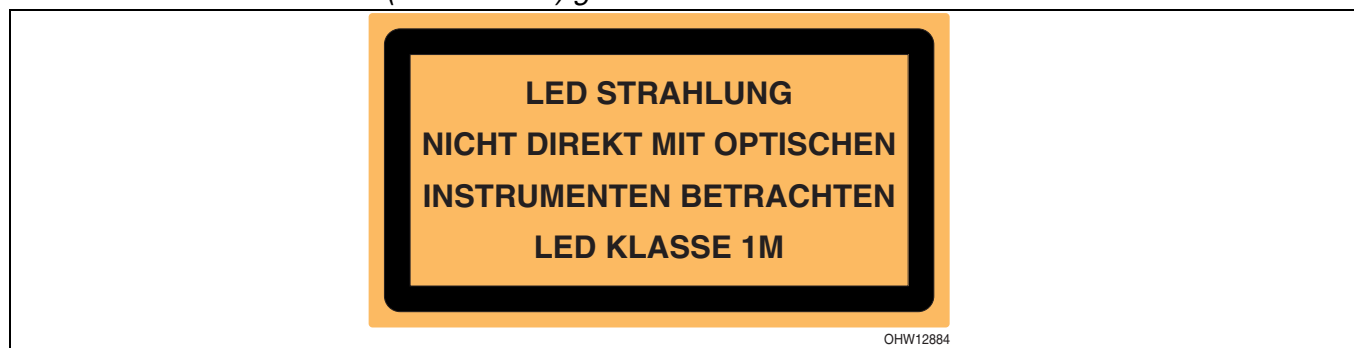 LED STRAHLUNG
NICHT DIREKT MIT OPTISCHEN
INSTRUMENTEN BETRACHTEN
LED KLASSE 1M
OHW12884